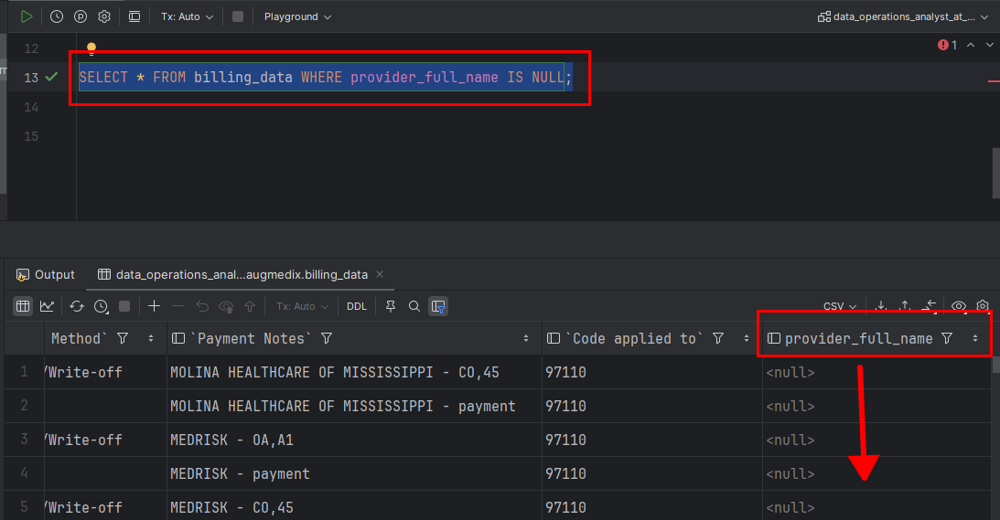 Tx: Auto Playground data_operations_analyst_at_...
12 1
m
13 SELECT * FROM billing_data WHERE provider_full_name IS NULL;
14
15
Output data_operations_anal...augmedix.billing_data
Tx: Auto DDL CSV
Method` `Payment Notes` `Code applied to` provider_full_name
1 /Write-off MOLINA HEALTHCARE OF MISSISSIPPI - CO,45 97110 <null>
2 MOLINA HEALTHCARE OF MISSISSIPPI - payment 97110 <null>
3 /Write-off MEDRISK - OA,A1 97110 <null>
4 MEDRISK - payment 97110 <null>
5 /Write-off MEDRISK - CO,45 97110 <null>